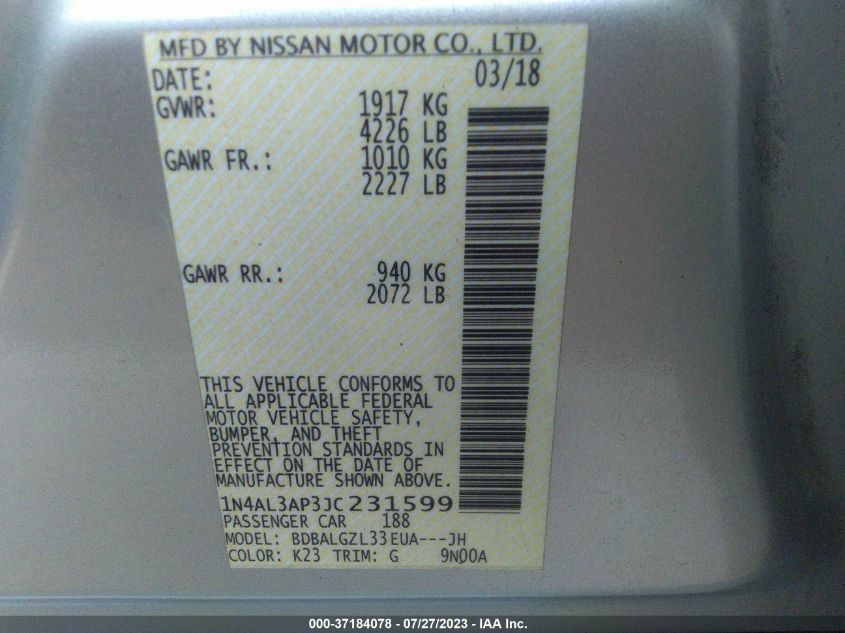 MFD BY NISSAN MOTOR CO., LTD.
DATE: 03/18
GVWR: 1917 KG
4226 LB
GAWR FR.: 1010 KG
2227 LB
GAWR RR.: 940 KG
2072 LB
THIS VEHICLE CONFORMS TO
ALL APPLICABLE FEDERAL
MOTOR VEHICLE SAFETY,
BUMPER, AND THEFT
PREVENTION STANDARDS IN
EFFECT ON THE DATE OF
MANUFACTURE SHOWN ABOVE.
1N4AL3AP3JC231599
PASSENGER CAR 188
MODEL: BDBALGZL33EUA---JH
COLOR: K23 TRIM: G 9N00A
000-37184078 - 07/27/2023 - IAA Inc.